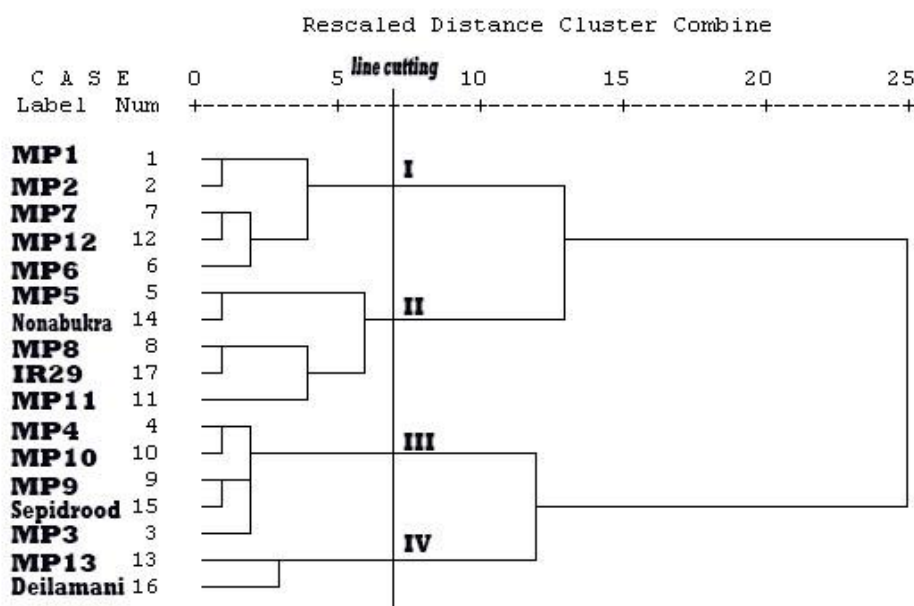 Rescaled Distance Cluster Combine
line cutting
C A S E 0 5 10 15 20 25
Label Num +---------+---------+---------+---------+---------+
MP1 1
I
MP2 2
MP7 7
MP12 12
MP6 6
MP5 5
II
Nonabukra 14
MP8 8
IR29 17
MP11 11
MP4 4
III
MP10 10
MP9 9
Sepidrood 15
MP3 3
IV
MP13 13
Deilamani 16